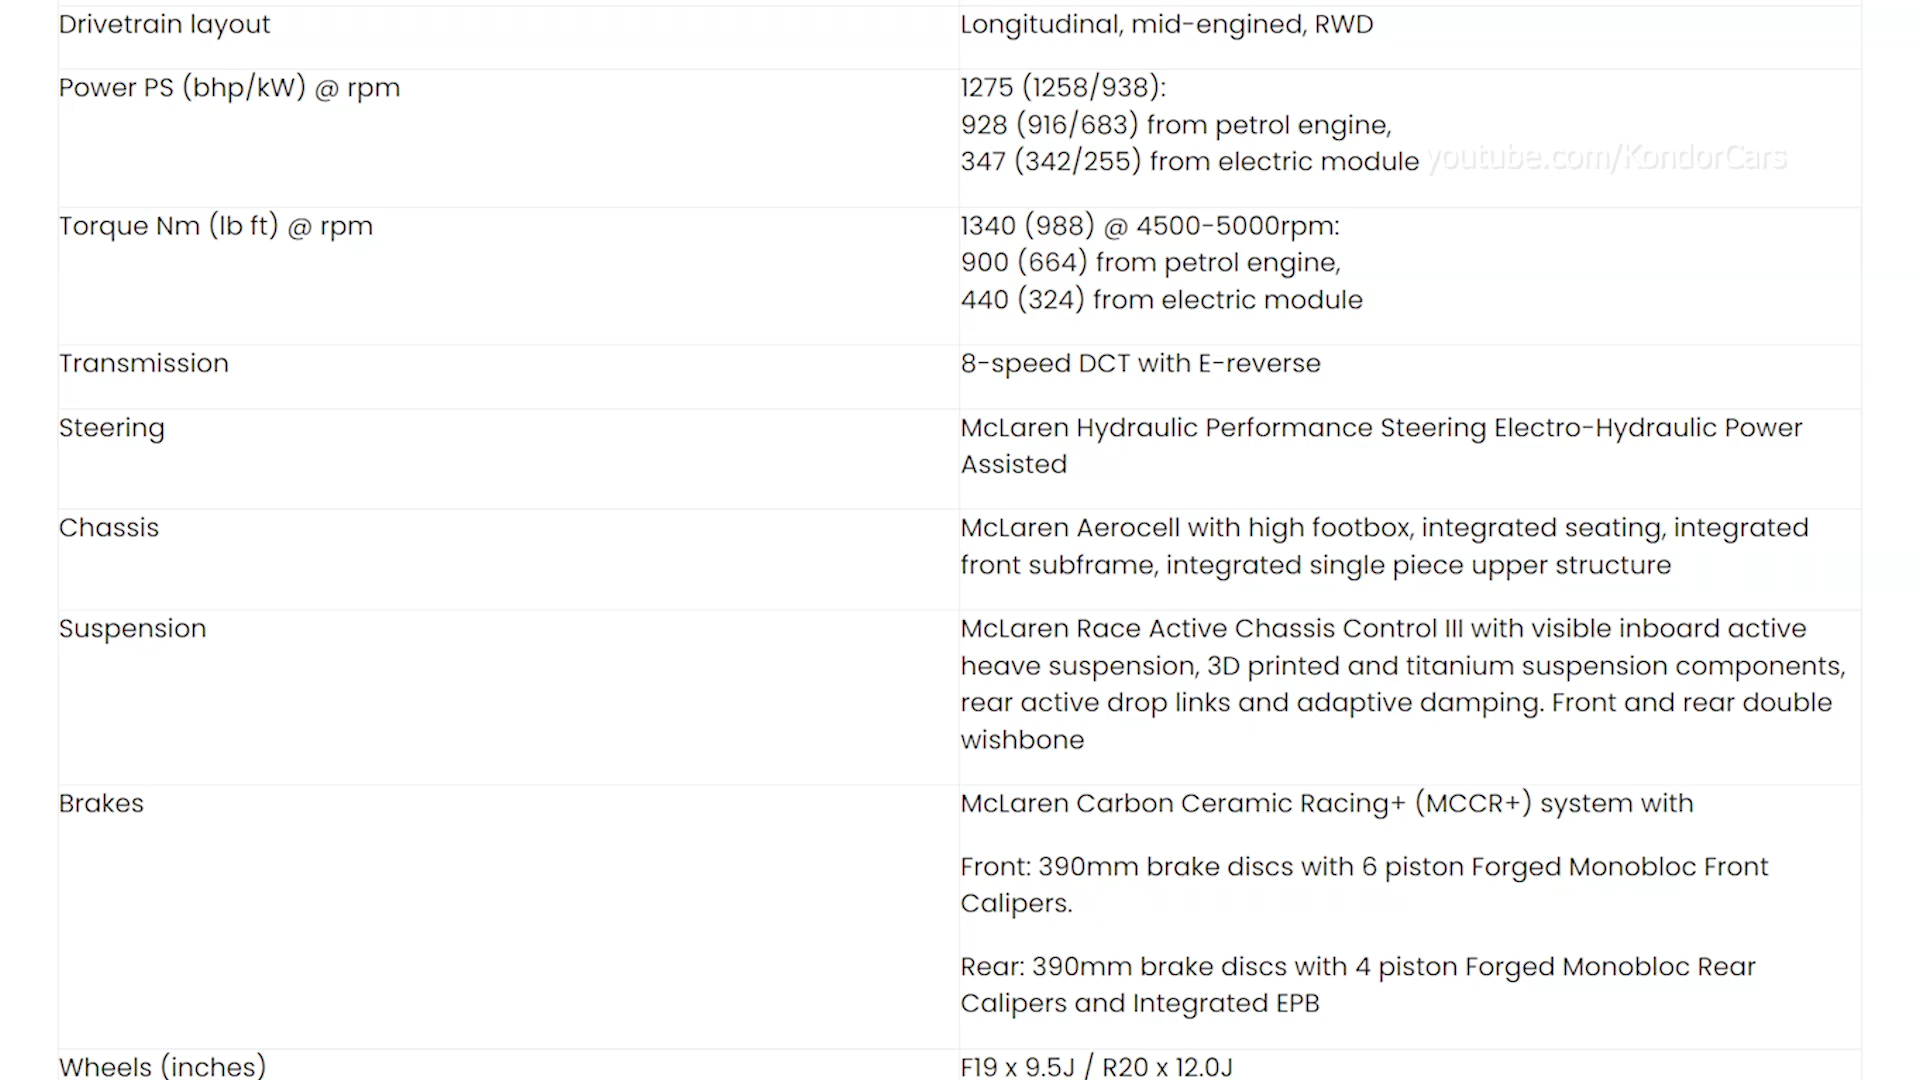 Drivetrain layout
Longitudinal, mid-engined, RWD
Power PS (bhp/kW) @ rpm
1275 (1258/938):
928 (916/683) from petrol engine,
347 (342/255) from electric module
youtube.com/KondorCars
Torque Nm (lb ft) @ rpm
1340 (988) @ 4500-5000rpm:
900 (664) from petrol engine,
440 (324) from electric module
Transmission
8-speed DCT with E-reverse
Steering
McLaren Hydraulic Performance Steering Electro-Hydraulic Power
Assisted
Chassis
McLaren Aerocell with high footbox, integrated seating, integrated
front subframe, integrated single piece upper structure
Suspension
McLaren Race Active Chassis Control III with visible inboard active
heave suspension, 3D printed and titanium suspension components,
rear active drop links and adaptive damping. Front and rear double
wishbone
Brakes
McLaren Carbon Ceramic Racing+ (MCCR+) system with
Front: 390mm brake discs with 6 piston Forged Monobloc Front
Calipers.
Rear: 390mm brake discs with 4 piston Forged Monobloc Rear
Calipers and Integrated EPB
Wheels (inches)
F19 x 9.5J / R20 x 12.0J